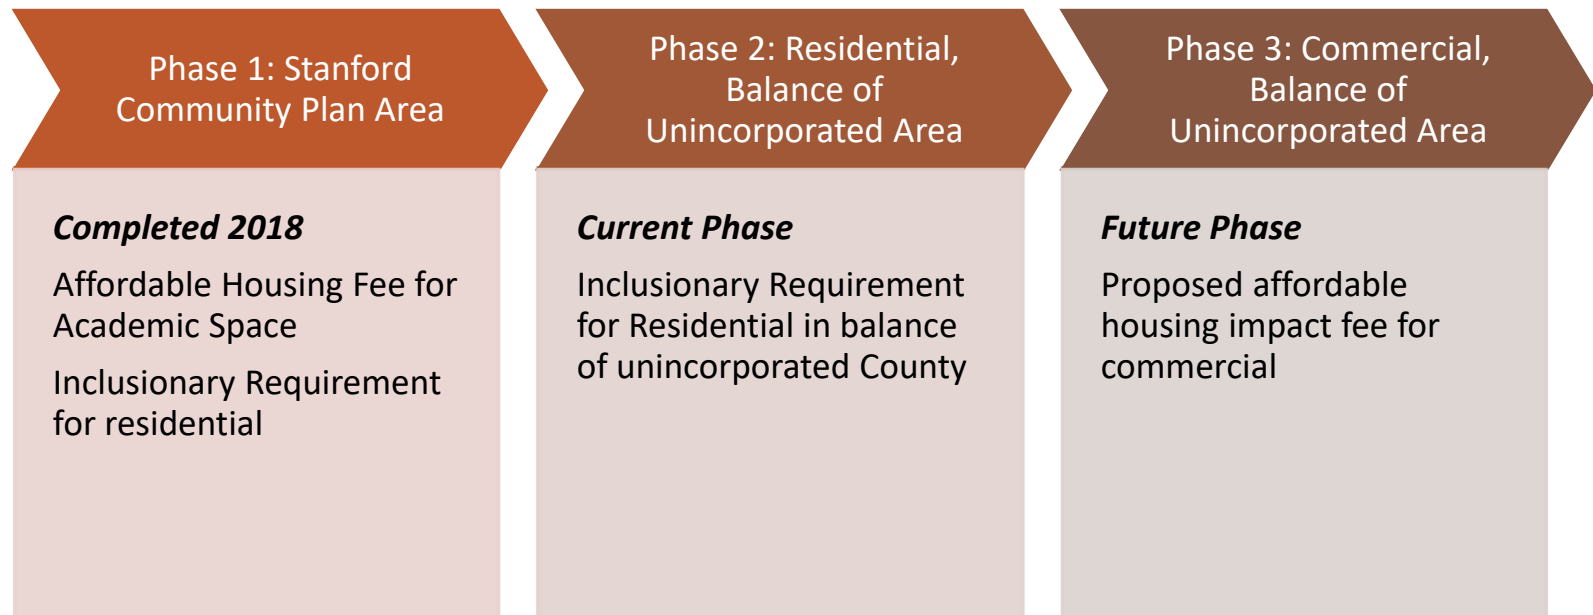 Phase 1: Stanford
Community Plan Area
Completed 2018
Affordable Housing Fee for
Academic Space
Inclusionary Requirement
for residential
Phase 2: Residential,
Balance of
Unincorporated Area
Current Phase
Inclusionary Requirement
for Residential in balance
of unincorporated County
Phase 3: Commercial,
Balance of
Unincorporated Area
Future Phase
Proposed affordable
housing impact fee for
commercial